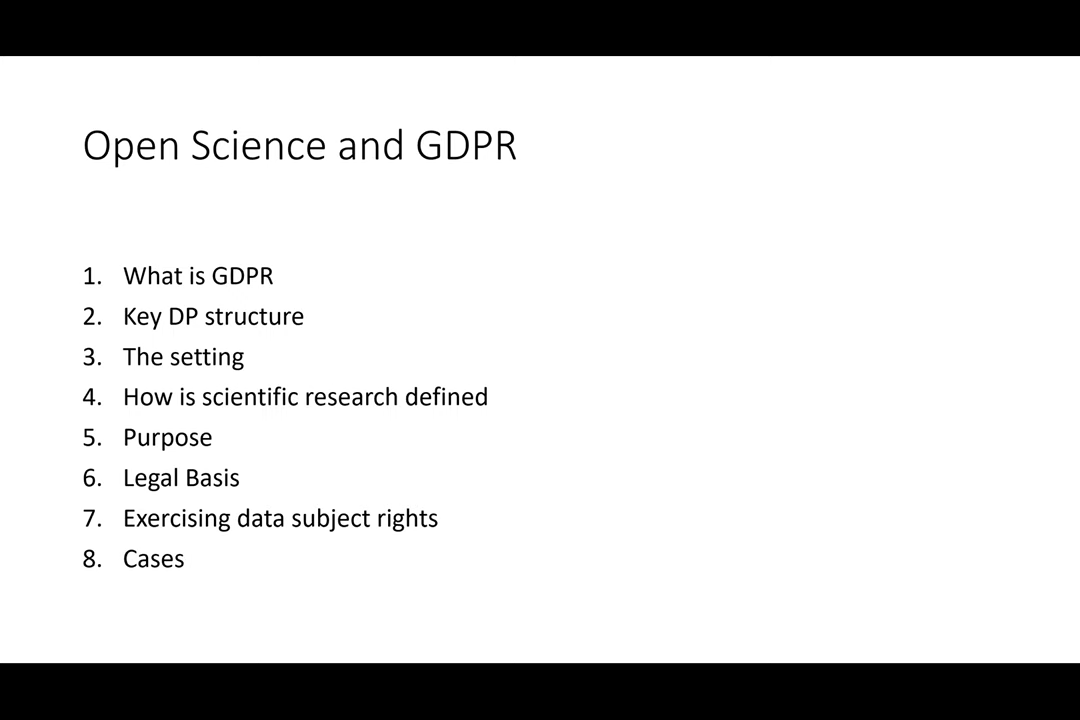 Open Science and GDPR
1. What is GDPR
2. Key DP structure
3. The setting
4. How is scientific research defined
5. Purpose
6. Legal Basis
7. Exercising data subject rights
8. Cases